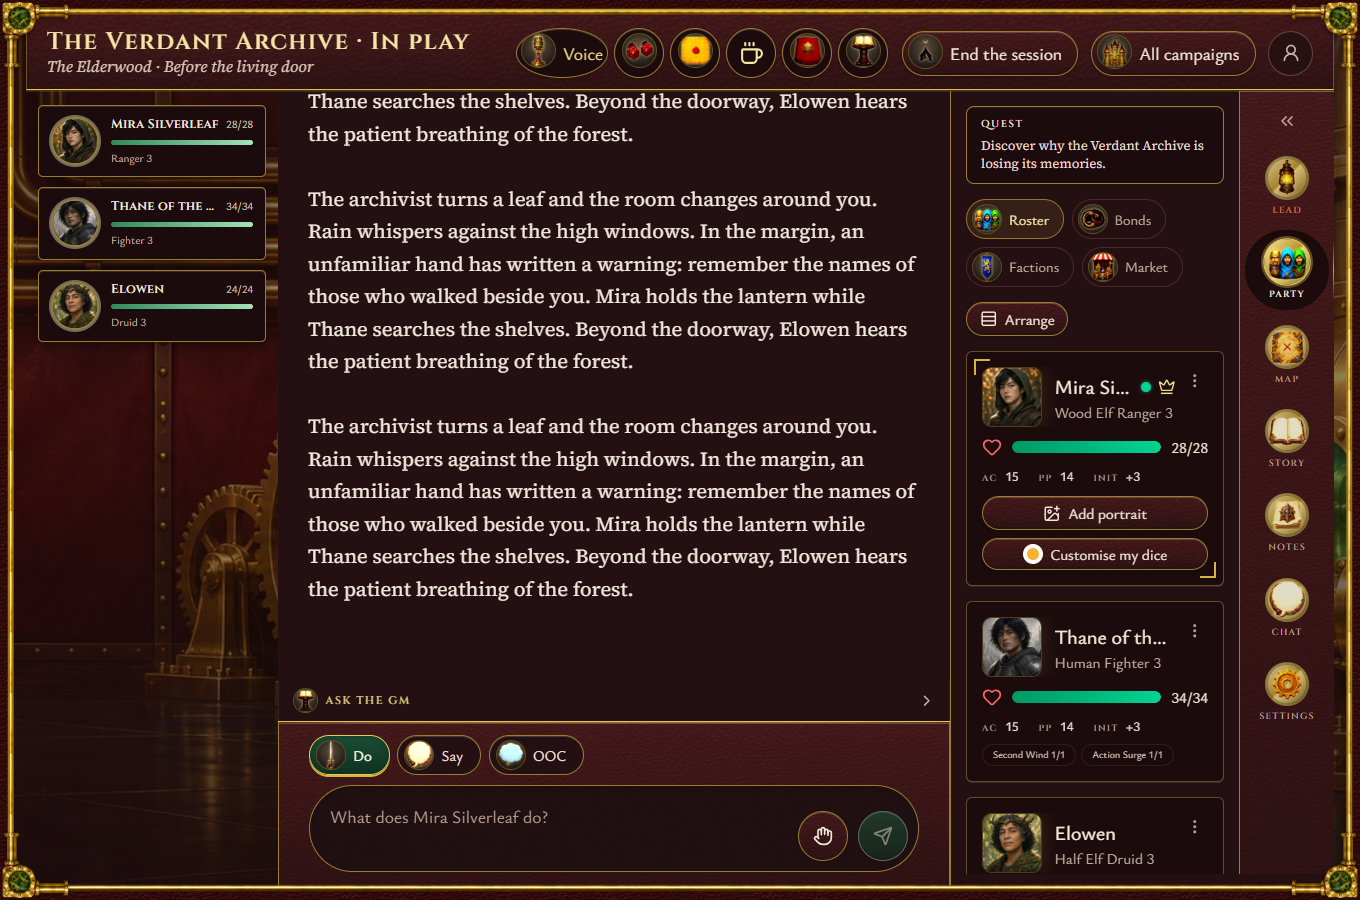 The Verdant Archive · In play
The Elderwood · Before the living door
Voice
End the session
All campaigns
Mira Silverleaf 28/28
Ranger 3
Thane of the ... 34/34
Fighter 3
Elowen 24/24
Druid 3
Thane searches the shelves. Beyond the doorway, Elowen hears
the patient breathing of the forest.
The archivist turns a leaf and the room changes around you.
Rain whispers against the high windows. In the margin, an
unfamiliar hand has written a warning: remember the names of
those who walked beside you. Mira holds the lantern while
Thane searches the shelves. Beyond the doorway, Elowen hears
the patient breathing of the forest.
The archivist turns a leaf and the room changes around you.
Rain whispers against the high windows. In the margin, an
unfamiliar hand has written a warning: remember the names of
those who walked beside you. Mira holds the lantern while
Thane searches the shelves. Beyond the doorway, Elowen hears
the patient breathing of the forest.
Ask the GM
Do
Say
OOC
What does Mira Silverleaf do?
Quest
Discover why the Verdant Archive is
losing its memories.
Roster
Bonds
Factions
Market
Arrange
Mira Si...
Wood Elf Ranger 3
28/28
AC 15 PP 14 INIT +3
Add portrait
Customise my dice
Thane of th...
Human Fighter 3
34/34
AC 15 PP 14 INIT +3
Second Wind 1/1
Action Surge 1/1
Elowen
Half Elf Druid 3
LEAD
PARTY
MAP
STORY
NOTES
CHAT
SETTINGS